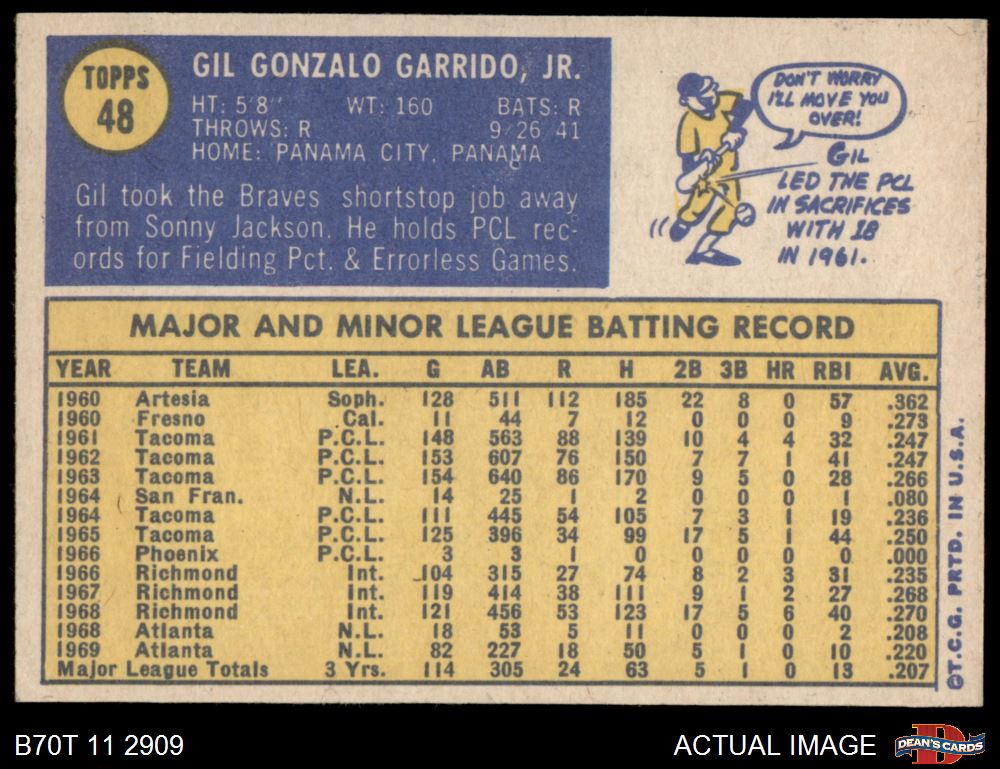 TOPPS
48
GIL GONZALO GARRIDO, JR.
HT: 5'8" WT: 160 BATS: R
THROWS: R 9/26/41
HOME: PANAMA CITY, PANAMA
Gil took the Braves shortstop job away
from Sonny Jackson. He holds PCL rec-
ords for Fielding Pct. & Errorless Games.
DON'T WORRY
I'LL MOVE YOU
OVER!
GIL
LED THE PCL
IN SACRIFICES
WITH 18
IN 1961.
MAJOR AND MINOR LEAGUE BATTING RECORD
YEAR TEAM LEA. G AB R H 2B 3B HR RBI AVG.
1960 Artesia Soph. 128 511 112 185 22 8 0 57 .362
1960 Fresno Cal. 11 44 7 12 0 0 0 9 .273
1961 Tacoma P.C.L. 148 563 88 139 10 4 4 32 .247
1962 Tacoma P.C.L. 153 607 76 150 7 7 1 41 .247
1963 Tacoma P.C.L. 154 640 86 170 9 5 0 28 .266
1964 San Fran. N.L. 14 25 1 2 0 0 0 1 .080
1964 Tacoma P.C.L. 111 445 54 105 7 3 1 19 .236
1965 Tacoma P.C.L. 125 396 34 99 17 5 1 44 .250
1966 Phoenix P.C.L. 3 3 1 0 0 0 0 0 .000
1966 Richmond Int. 104 315 27 74 8 2 3 31 .235
1967 Richmond Int. 119 414 38 111 9 1 2 27 .268
1968 Richmond Int. 121 456 53 123 17 5 6 40 .270
1968 Atlanta N.L. 18 53 5 11 0 0 0 2 .208
1969 Atlanta N.L. 82 227 18 50 5 1 0 10 .220
Major League Totals 3 Yrs. 114 305 24 63 5 1 0 13 .207
©T.C.G. PRTD. IN U.S.A.
B70T 11 2909
ACTUAL IMAGE
D
DEAN'S CARDS